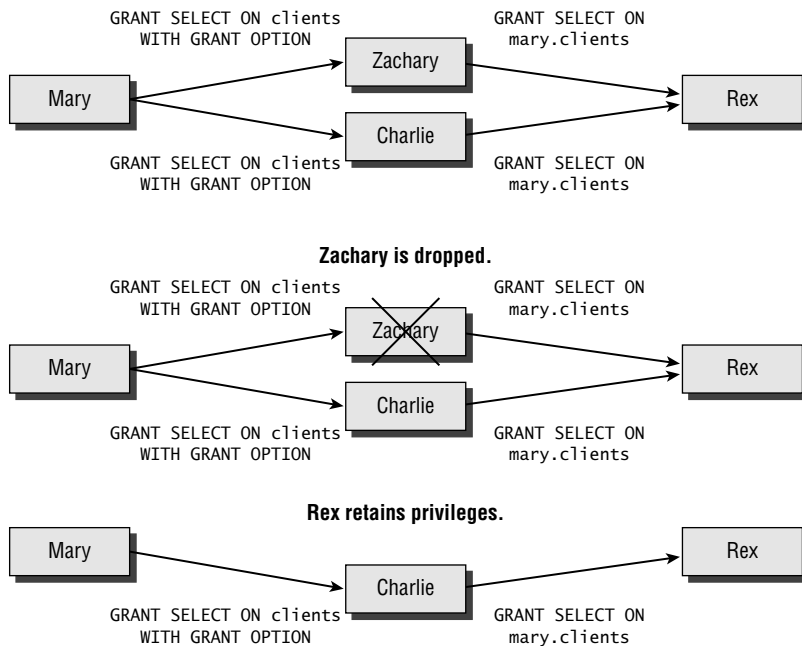 GRANT SELECT ON clients
WITH GRANT OPTION
GRANT SELECT ON
mary.clients
Zachary
Mary
Rex
Charlie
GRANT SELECT ON clients
WITH GRANT OPTION
GRANT SELECT ON
mary.clients
Zachary is dropped.
GRANT SELECT ON clients
WITH GRANT OPTION
GRANT SELECT ON
mary.clients
Zachary
Mary
Rex
Charlie
GRANT SELECT ON clients
WITH GRANT OPTION
GRANT SELECT ON
mary.clients
Rex retains privileges.
Mary
Rex
Charlie
GRANT SELECT ON clients
WITH GRANT OPTION
GRANT SELECT ON
mary.clients